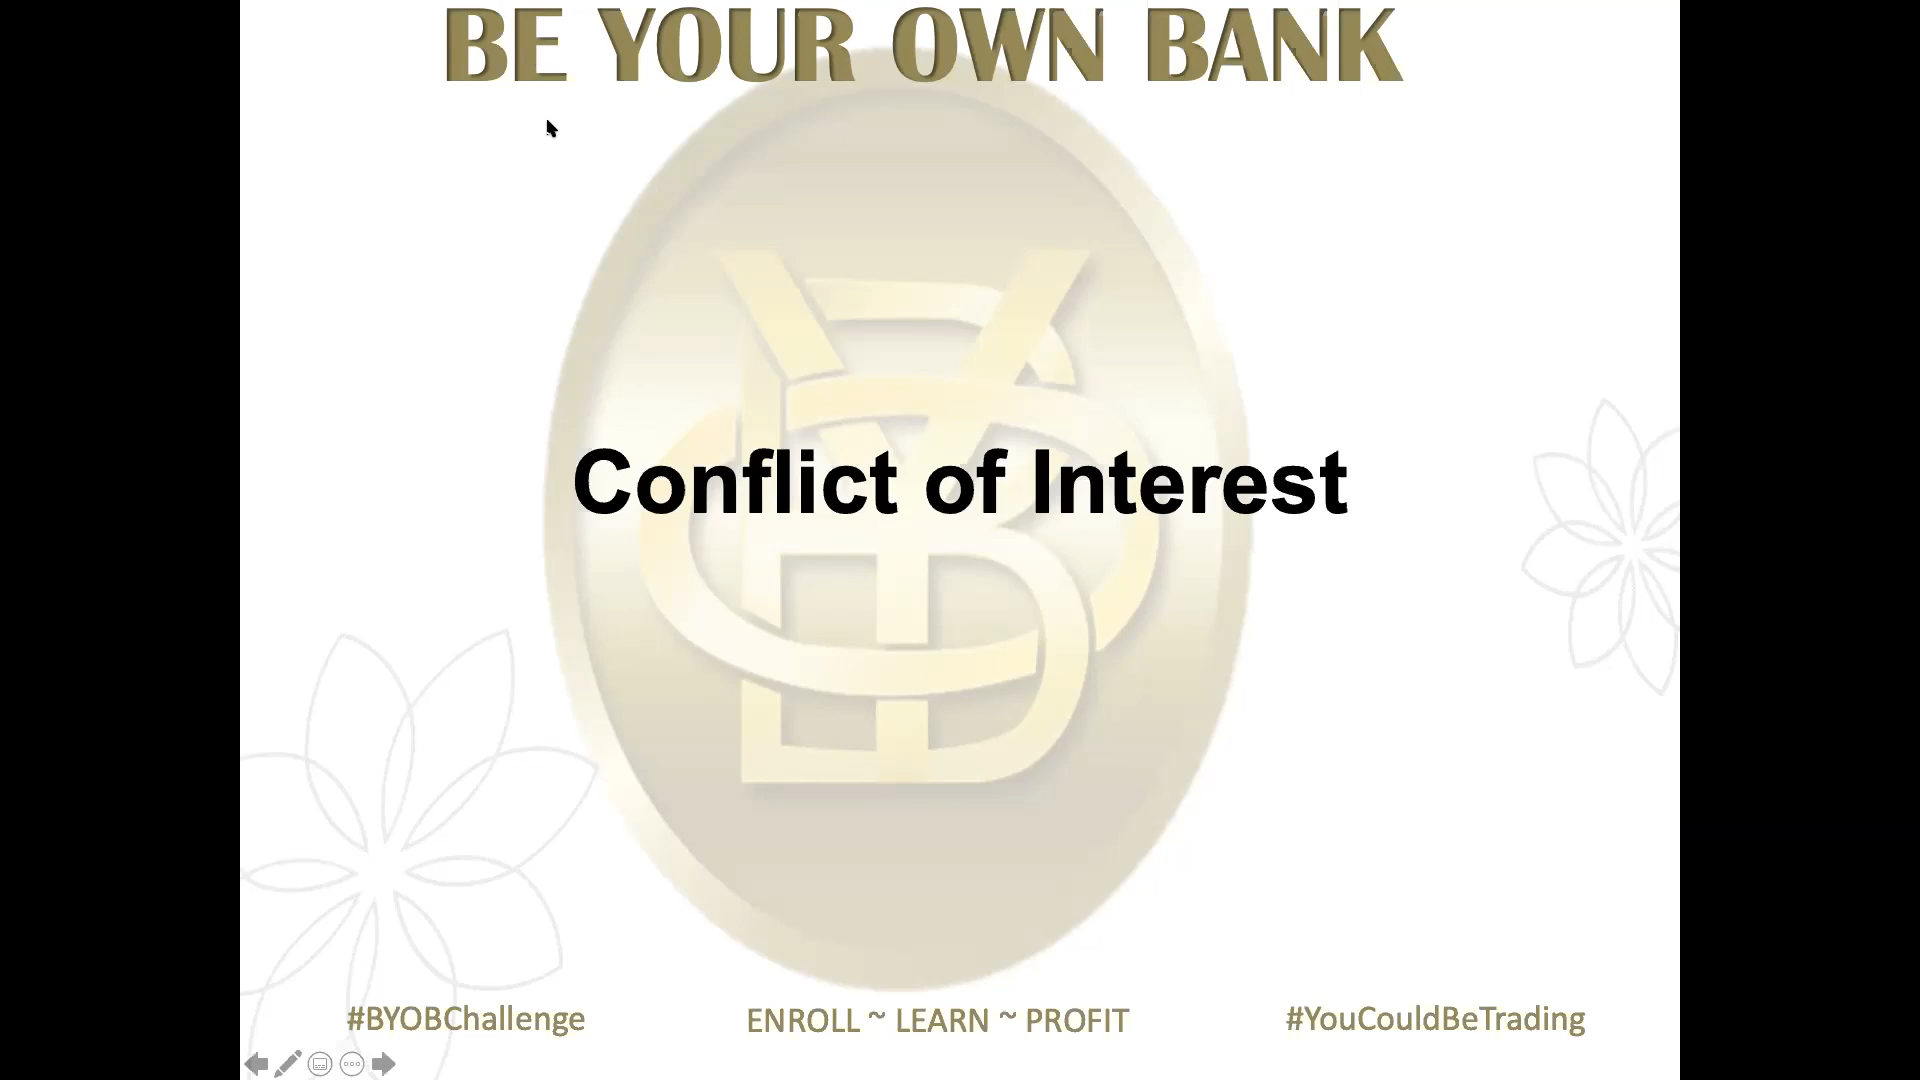 BE YOUR OWN BANK
Conflict of Interest
#BYOBChallenge
ENROLL ~ LEARN ~ PROFIT
#YouCouldBeTrading